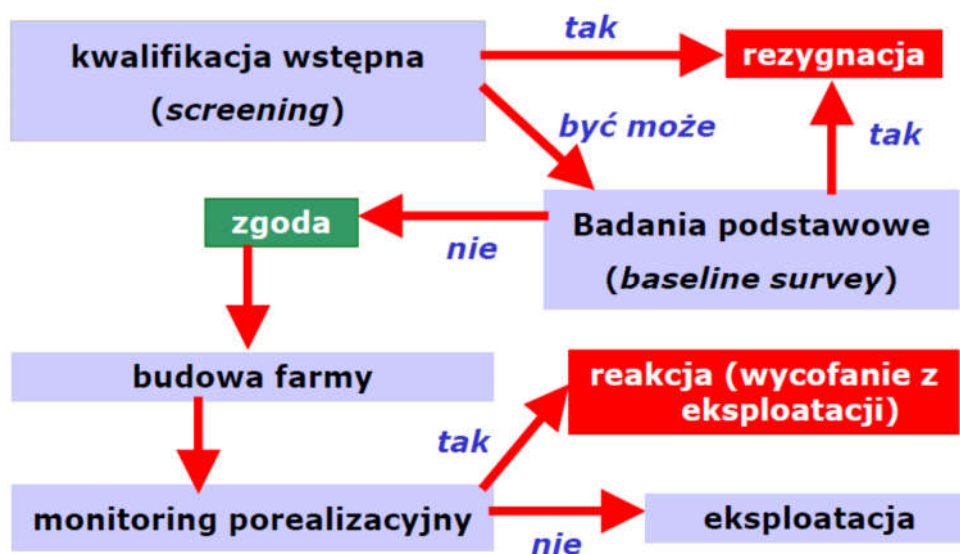 kwalifikacja wstępna
(screening)
tak
rezygnacja
być może
tak
zgoda
nie
Badania podstawowe
(baseline survey)
budowa farmy
reakcja (wycofanie z
eksploatacji)
tak
monitoring porealizacyjny
nie
eksploatacja